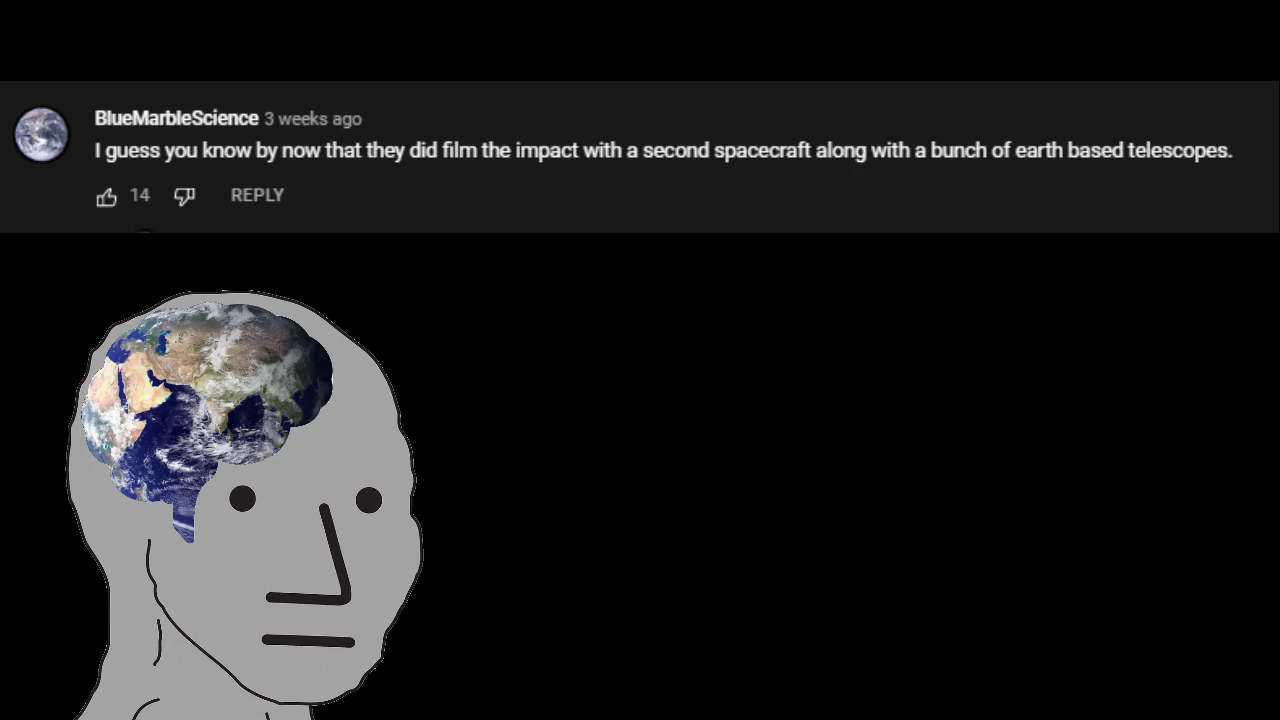 BlueMarbleScience 3 weeks ago
I guess you know by now that they did film the impact with a second spacecraft along with a bunch of earth based telescopes.
14 REPLY